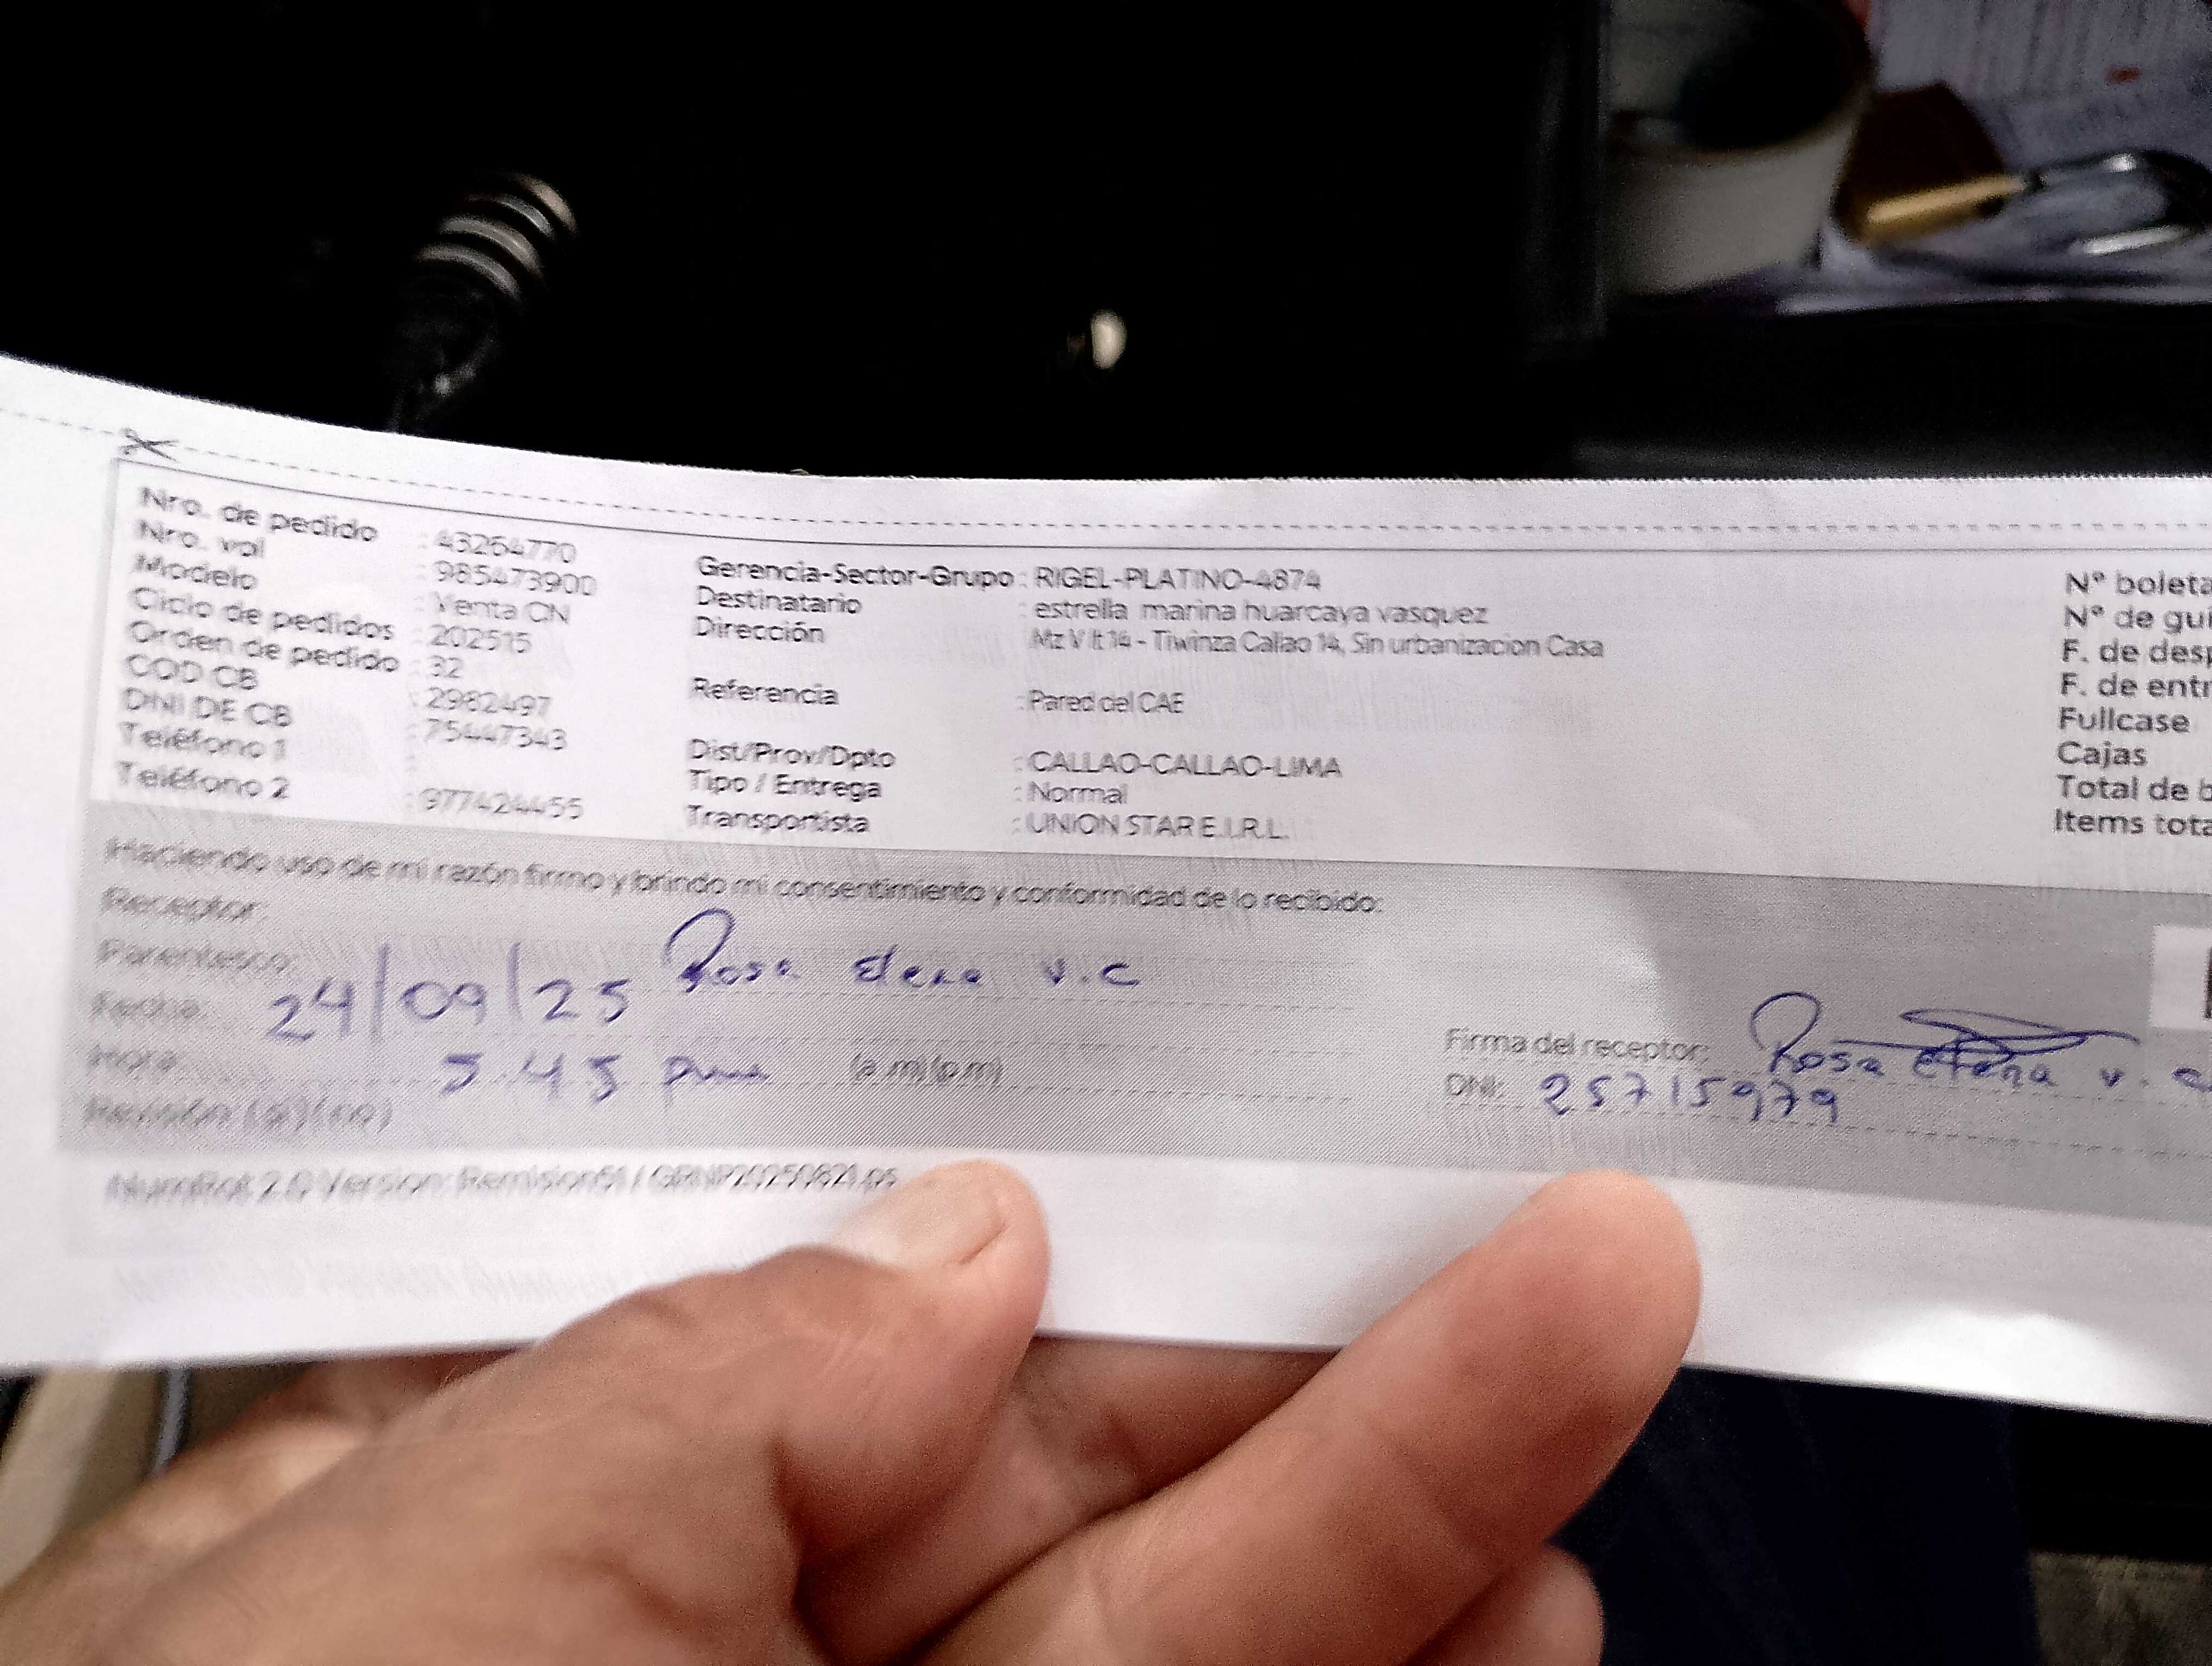 Nro. de pedido : 43264770
Nro. val : 985473900
Modelo : Venta CN
Ciclo de pedidos : 202515
Orden de pedido : 32
COD CB : 2982497
DNI DE CB : 75447343
Teléfono 1 :
Teléfono 2 : 977424455
Gerencia-Sector-Grupo : RIGEL-PLATINO-4874
Destinatario : estrella marina huarcaya vasquez
Dirección : Mz V lt 14 - Tiwinza Callao 14, Sin urbanizacion Casa
Referencia : Pared del CAE
Dist/Prov/Dpto : CALLAO-CALLAO-LIMA
Tipo / Entrega : Normal
Transportista : UNION STAR E.I.R.L.
N° boleta
N° de gui
F. de desp
F. de entr
Fullcase
Cajas
Total de b
Items tota
Haciendo uso de mi razón firmo y brindo mi consentimiento y conformidad de lo recibido:
Receptor:
Parentesco: Rosa Elena v.c
Fecha: 24/09/25
Hora: 5.45 pm (a.m)(p.m)
Revisión (si)(no)
Firma del receptor: Rosa Elena v.c
DNI: 25715979
Version: